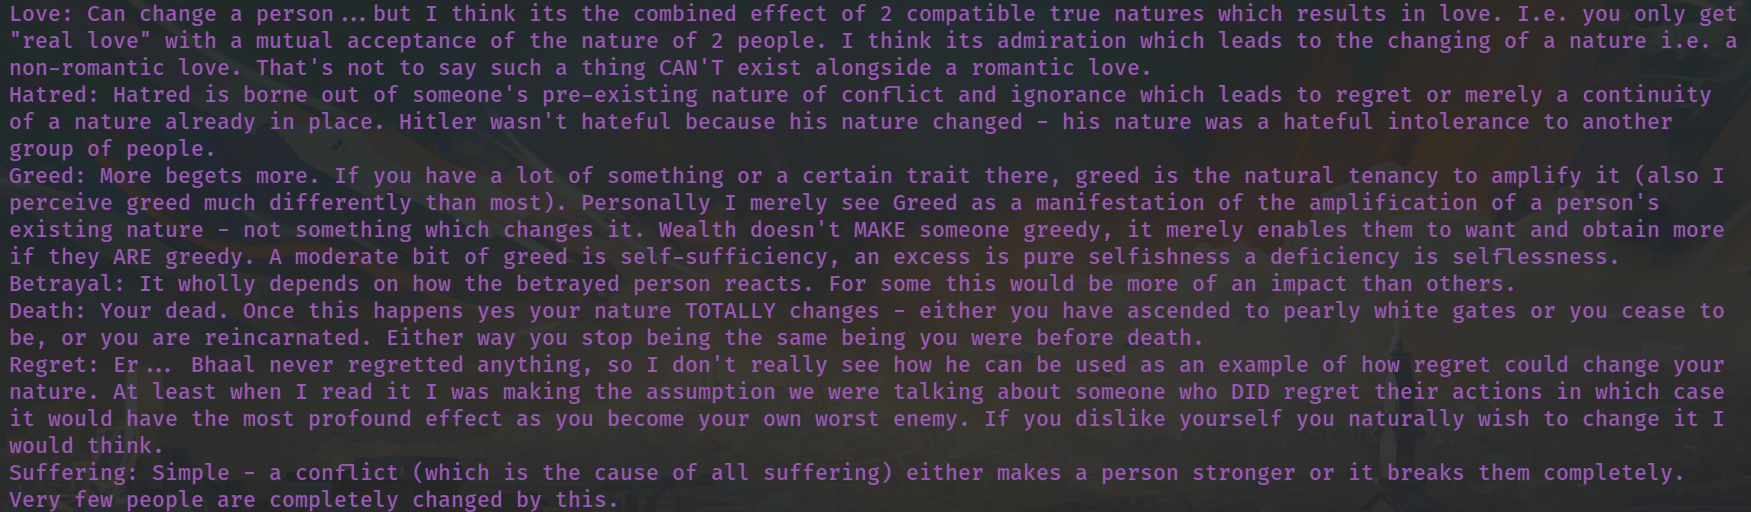 Love: Can change a person...but I think its the combined effect of 2 compatible true natures which results in love. I.e. you only get
"real love" with a mutual acceptance of the nature of 2 people. I think its admiration which leads to the changing of a nature i.e. a
non-romantic love. That's not to say such a thing CAN'T exist alongside a romantic love.
Hatred: Hatred is borne out of someone's pre-existing nature of conflict and ignorance which leads to regret or merely a continuity
of a nature already in place. Hitler wasn't hateful because his nature changed - his nature was a hateful intolerance to another
group of people.
Greed: More begets more. If you have a lot of something or a certain trait there, greed is the natural tenancy to amplify it (also I
perceive greed much differently than most). Personally I merely see Greed as a manifestation of the amplification of a person's
existing nature - not something which changes it. Wealth doesn't MAKE someone greedy, it merely enables them to want and obtain more
if they ARE greedy. A moderate bit of greed is self-sufficiency, an excess is pure selfishness a deficiency is selflessness.
Betrayal: It wholly depends on how the betrayed person reacts. For some this would be more of an impact than others.
Death: Your dead. Once this happens yes your nature TOTALLY changes - either you have ascended to pearly white gates or you cease to
be, or you are reincarnated. Either way you stop being the same being you were before death.
Regret: Er... Bhaal never regretted anything, so I don't really see how he can be used as an example of how regret could change your
nature. At least when I read it I was making the assumption we were talking about someone who DID regret their actions in which case
it would have the most profound effect as you become your own worst enemy. If you dislike yourself you naturally wish to change it I
would think.
Suffering: Simple - a conflict (which is the cause of all suffering) either makes a person stronger or it breaks them completely.
Very few people are completely changed by this.